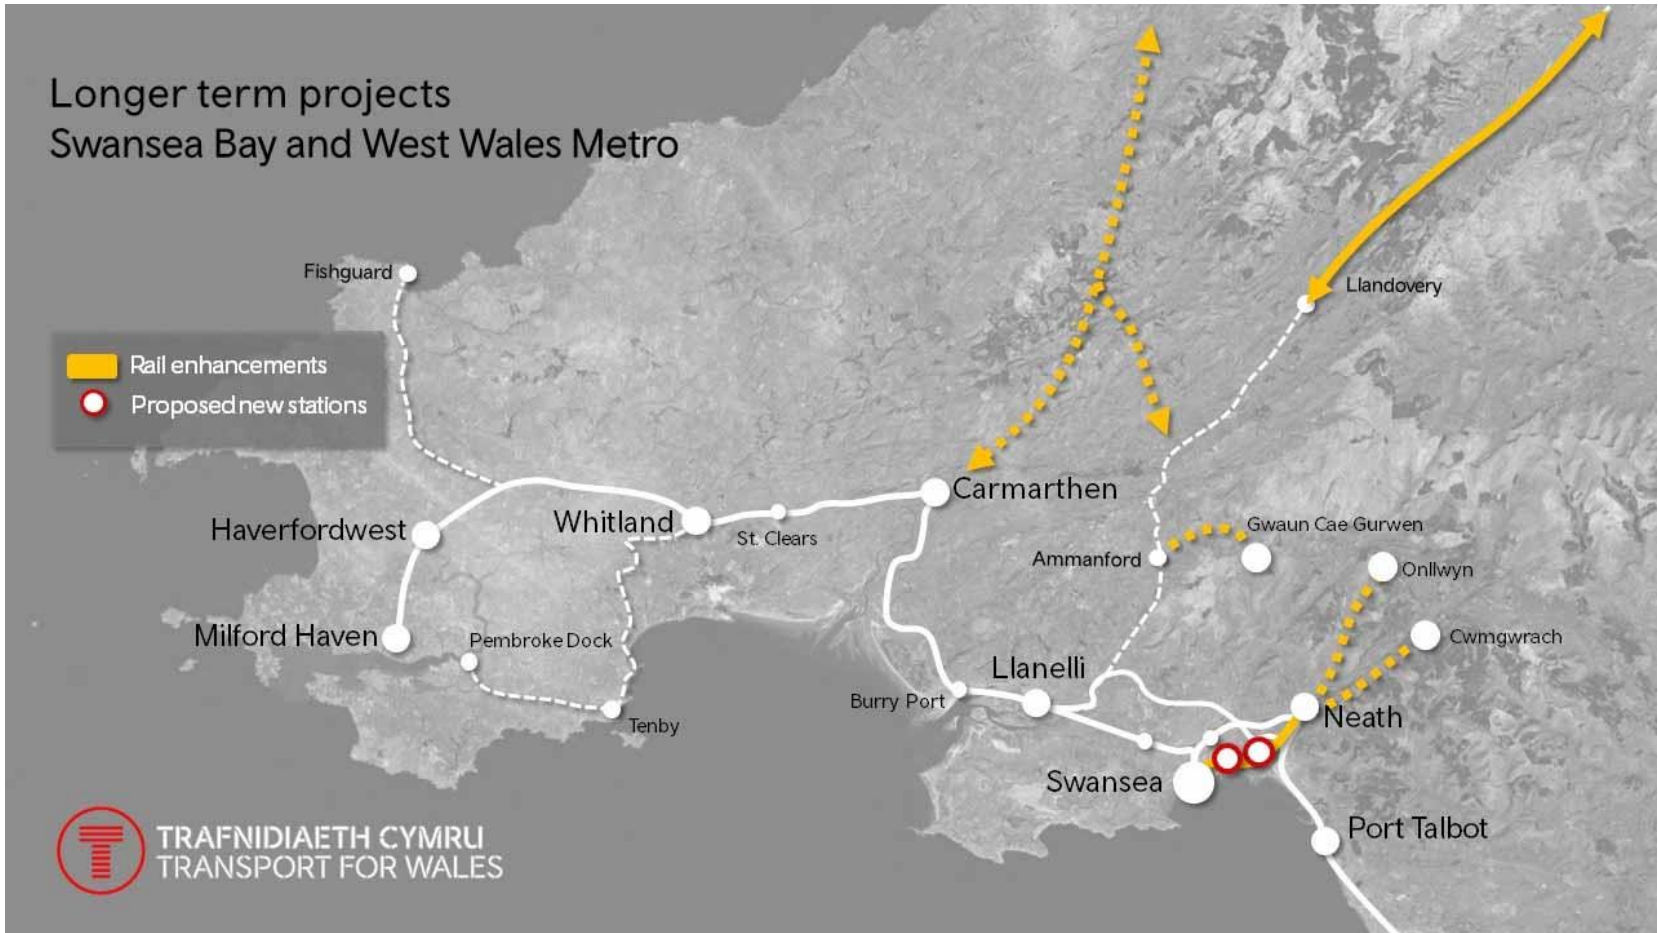 Longer term projects
Swansea Bay and West Wales Metro
Fishguard
Llandovery
Rail enhancements
Proposed new stations
Carmarthen
Haverfordwest
Whitland
St. Clears
Gwaun Cae Gurwen
Ammanford
Onllwyn
Milford Haven
Pembroke Dock
Cwmgwrach
Llanelli
Burry Port
Tenby
Neath
Swansea
Port Talbot
TRAFNIDIAETH CYMRU
TRANSPORT FOR WALES